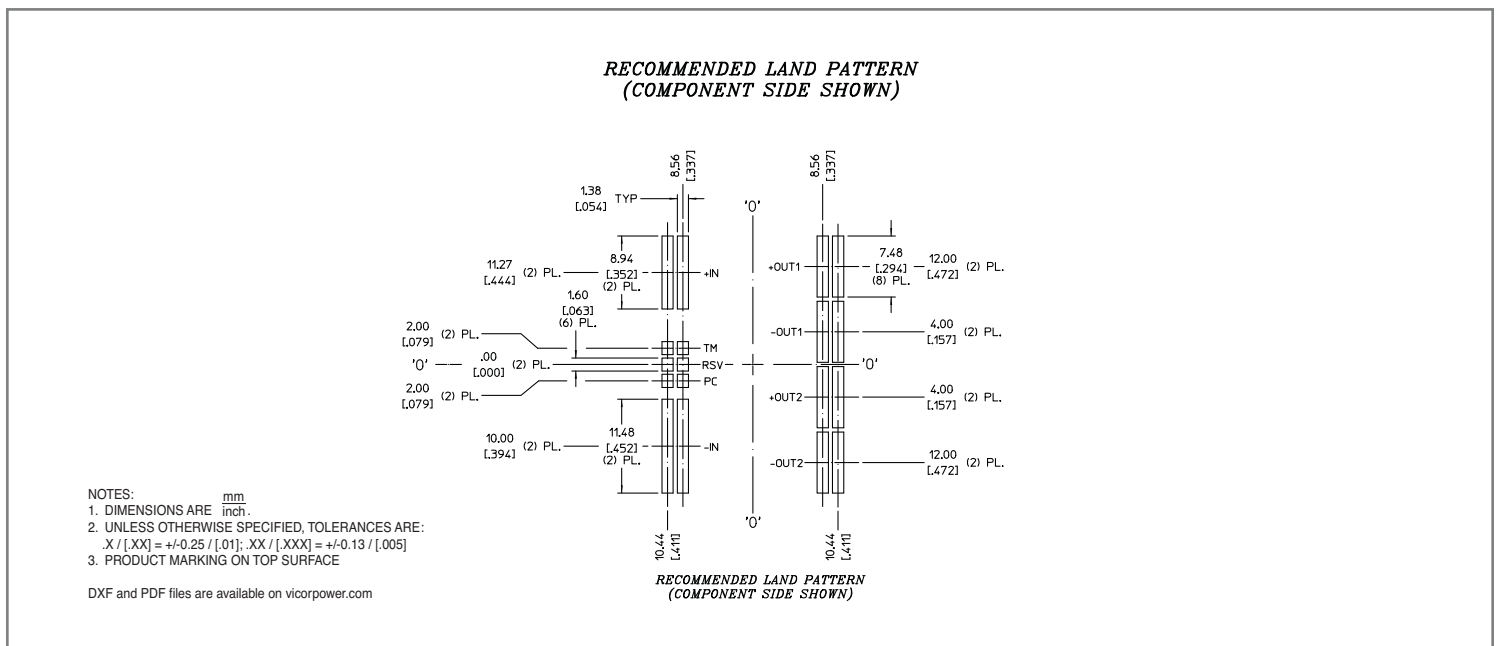 RECOMMENDED LAND PATTERN
(COMPONENT SIDE SHOWN)
8.56
[.337]
8.56
[.337]
1.38
[.054]
TYP
'0'
11.27
[.444]
(2) PL.
8.94
[.352]
(2) PL.
+IN
+OUT1
7.48
[.294]
(8) PL.
12.00
[.472]
(2) PL.
1.60
[.063]
(6) PL.
2.00
[.079]
(2) PL.
TM
-OUT1
4.00
[.157]
(2) PL.
'0'
.00
[.000]
(2) PL.
RSV
'0'
2.00
[.079]
(2) PL.
PC
+OUT2
4.00
[.157]
(2) PL.
10.00
[.394]
(2) PL.
11.48
[.452]
(2) PL.
-IN
-OUT2
12.00
[.472]
(2) PL.
'0'
10.44
[.411]
10.44
[.411]
RECOMMENDED LAND PATTERN
(COMPONENT SIDE SHOWN)
NOTES:
1. DIMENSIONS ARE mm
inch.
2. UNLESS OTHERWISE SPECIFIED, TOLERANCES ARE:
.X / [.XX] = +/-0.25 / [.01]; .XX / [.XXX] = +/-0.13 / [.005]
3. PRODUCT MARKING ON TOP SURFACE
DXF and PDF files are available on vicorpower.com